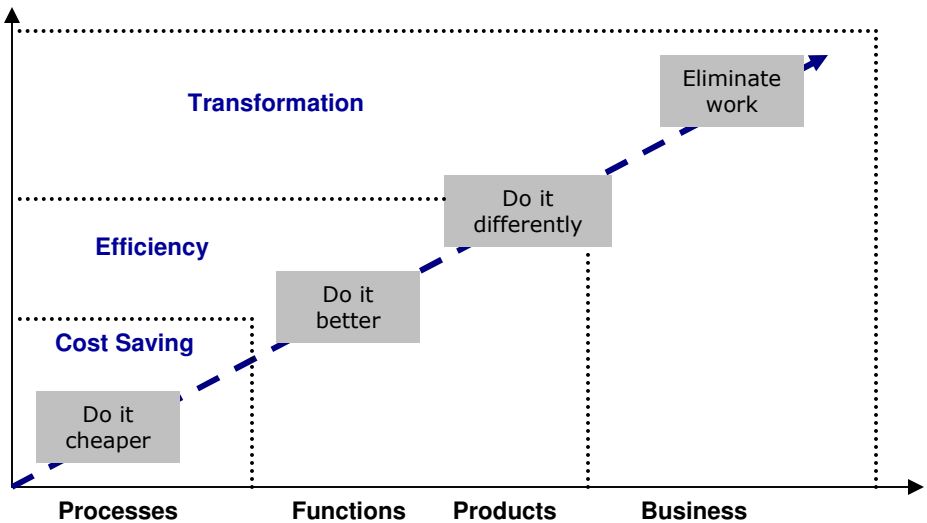 Eliminate
work
Transformation
Do it
differently
Efficiency
Do it
better
Cost Saving
Do it
cheaper
Processes Functions Products Business